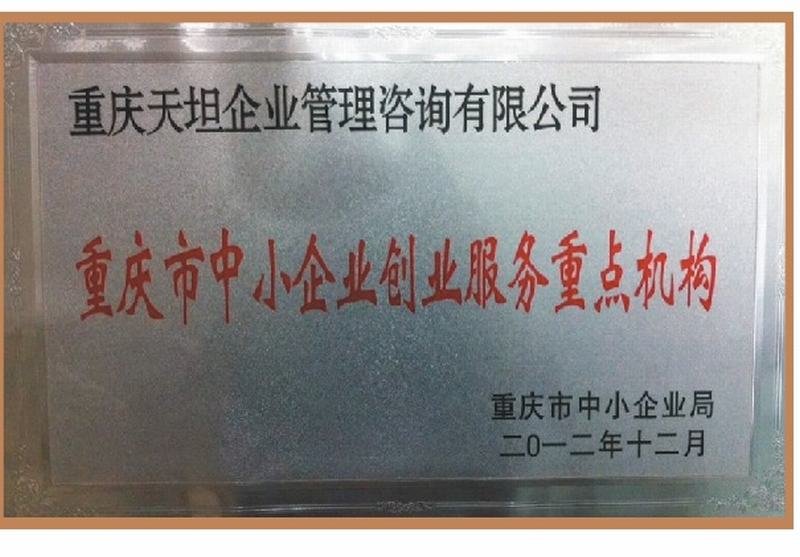 重庆天坦企业管理咨询有限公司
重庆市中小企业创业服务重点机构
重庆市中小企业局
二0一二年十二月